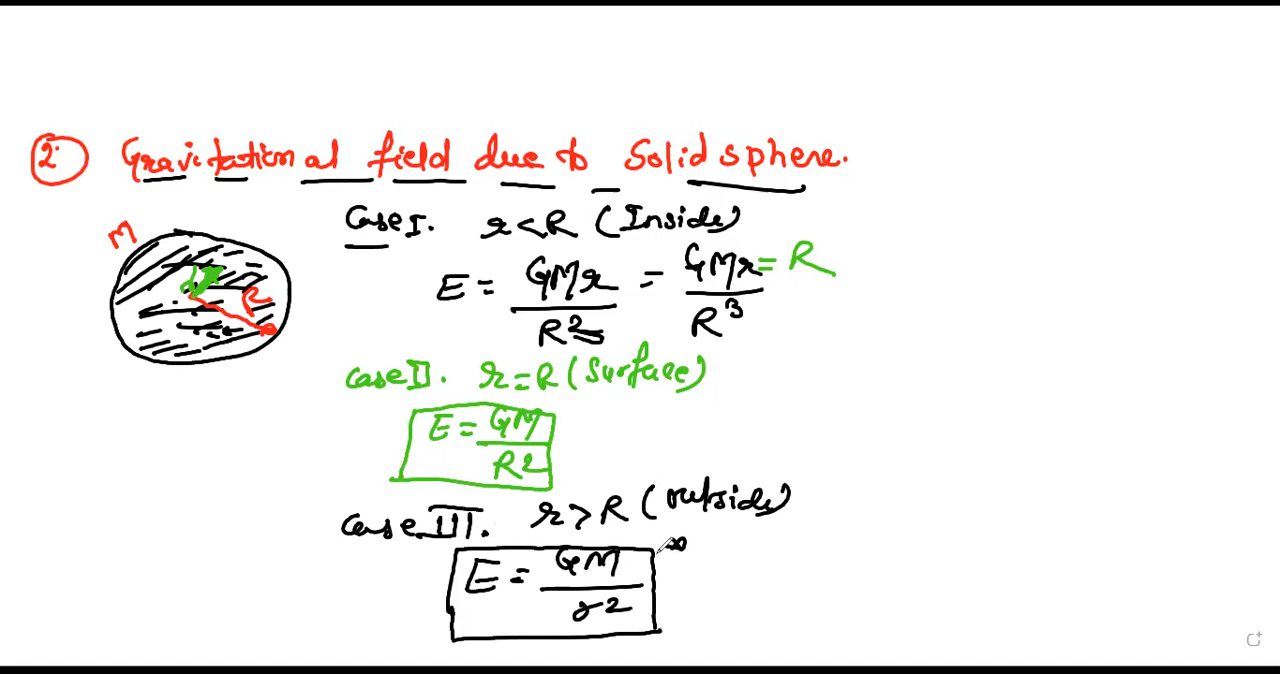 2. Gravitational field due to Solid sphere.
M
R
Case I. r < R (Inside)
E = GMr / R2 = GMr / R3 = R
Case II. r = R (Surface)
E = GM / R2
Case III. r > R (outside)
E = GM / r2